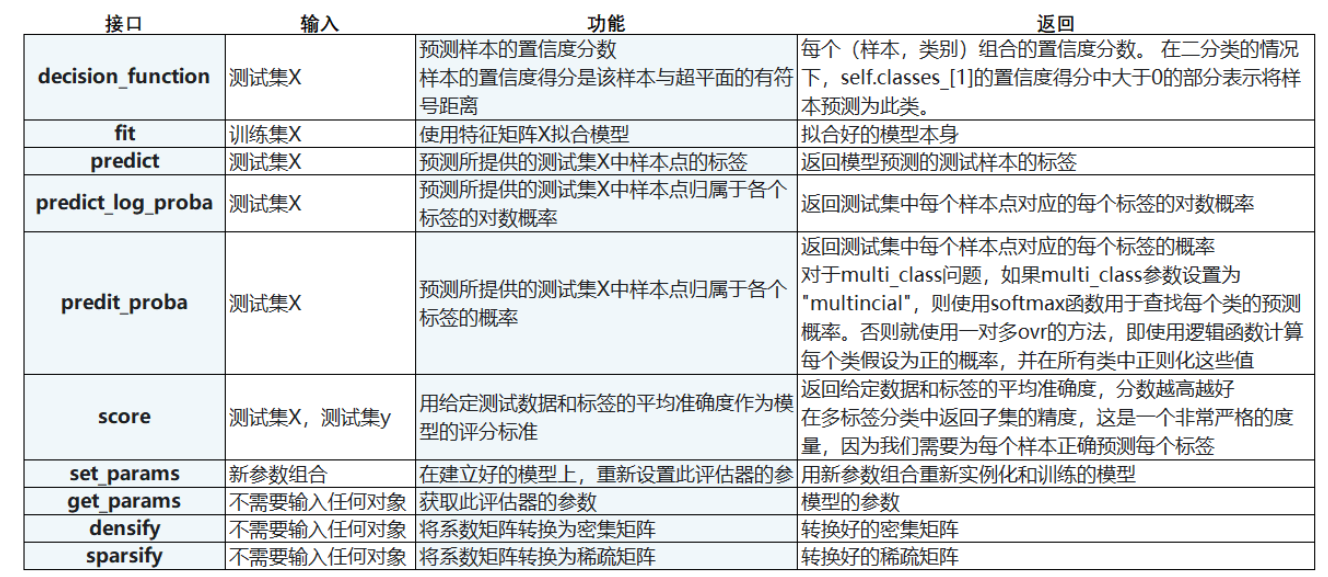 接口 输入 功能 返回
decision_function 测试集X 预测样本的置信度分数
样本的置信度得分是该样本与超平面的有符
号距离 每个（样本，类别）组合的置信度分数。 在二分类的情况
下，self.classes_[1]的置信度得分中大于0的部分表示将样
本预测为此类。
fit 训练集X 使用特征矩阵X拟合模型 拟合好的模型本身
predict 测试集X 预测所提供的测试集X中样本点的标签 返回模型预测的测试样本的标签
predict_log_proba 测试集X 预测所提供的测试集X中样本点归属于各个
标签的对数概率 返回测试集中每个样本点对应的每个标签的对数概率
predit_proba 测试集X 预测所提供的测试集X中样本点归属于各个
标签的概率 返回测试集中每个样本点对应的每个标签的概率
对于multi_class问题，如果multi_class参数设置为
"multincial"，则使用softmax函数用于查找每个类的预测
概率。否则就使用一对多ovr的方法，即使用逻辑函数计算
每个类假设为正的概率，并在所有类中正则化这些值
score 测试集X，测试集y 用给定测试数据和标签的平均准确度作为模
型的评分标准 返回给定数据和标签的平均准确度，分数越高越好
在多标签分类中返回子集的精度，这是一个非常严格的度
量，因为我们需要为每个样本正确预测每个标签
set_params 新参数组合 在建立好的模型上，重新设置此评估器的参 用新参数组合重新实例化和训练的模型
get_params 不需要输入任何对象 获取此评估器的参数 模型的参数
densify 不需要输入任何对象 将系数矩阵转换为密集矩阵 转换好的密集矩阵
sparsify 不需要输入任何对象 将系数矩阵转换为稀疏矩阵 转换好的稀疏矩阵